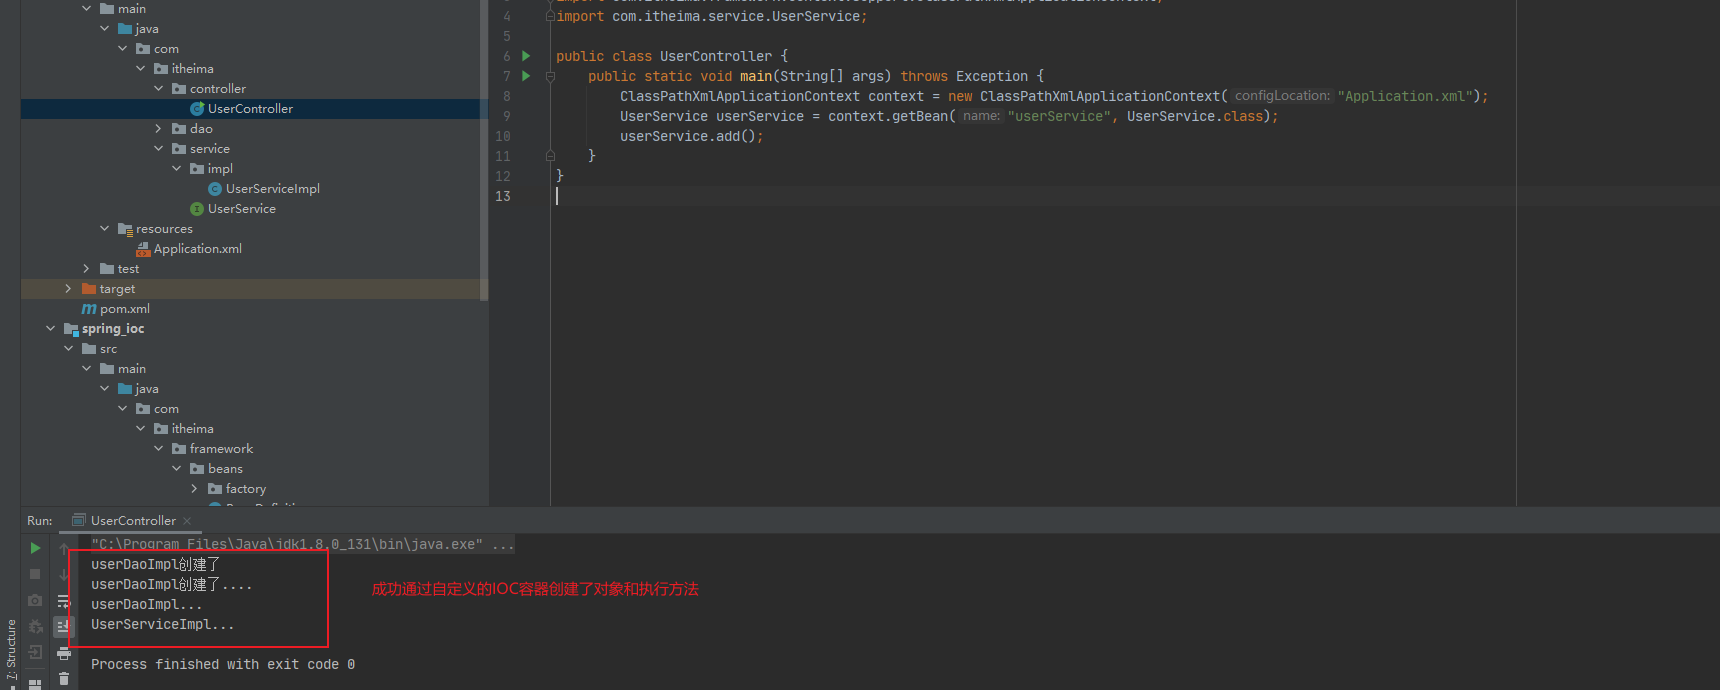 main
java
com
itheima
controller
UserController
dao
service
impl
UserServiceImpl
UserService
resources
Application.xml
test
target
pom.xml
spring_ioc
src
main
java
com
itheima
framework
beans
factory
4 import com.itheima.service.UserService;
5
6 public class UserController {
7 public static void main(String[] args) throws Exception {
8 ClassPathXmlApplicationContext context = new ClassPathXmlApplicationContext( configLocation: "Application.xml");
9 UserService userService = context.getBean( name: "userService", UserService.class);
10 userService.add();
11 }
12 }
13
Run: UserController
"C:\Program Files\Java\jdk1.8.0_131\bin\java.exe" ...
userDaoImpl创建了
userDaoImpl创建了....
userDaoImpl...
UserServiceImpl...
成功通过自定义的IOC容器创建了对象和执行方法
Process finished with exit code 0
7: Structure